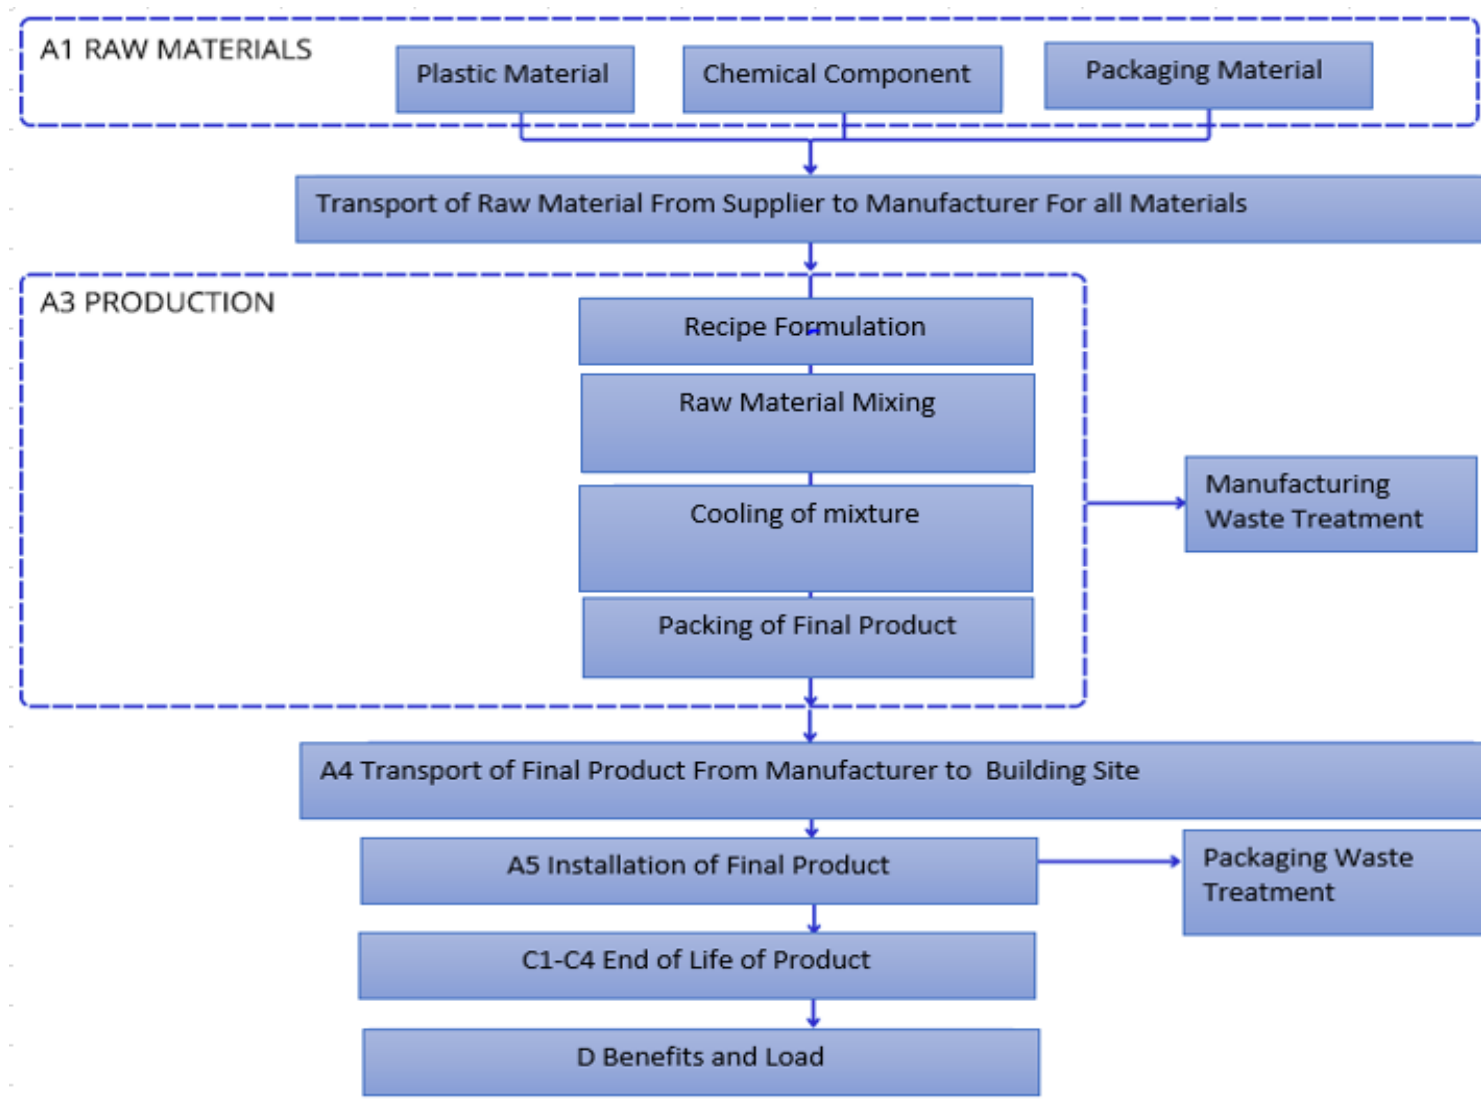 A1 RAW MATERIALS
Plastic Material
Chemical Component
Packaging Material
Transport of Raw Material From Supplier to Manufacturer For all Materials
A3 PRODUCTION
Recipe Formulation
Raw Material Mixing
Cooling of mixture
Manufacturing
Waste Treatment
Packing of Final Product
A4 Transport of Final Product From Manufacturer to Building Site
A5 Installation of Final Product
Packaging Waste
Treatment
C1-C4 End of Life of Product
D Benefits and Load